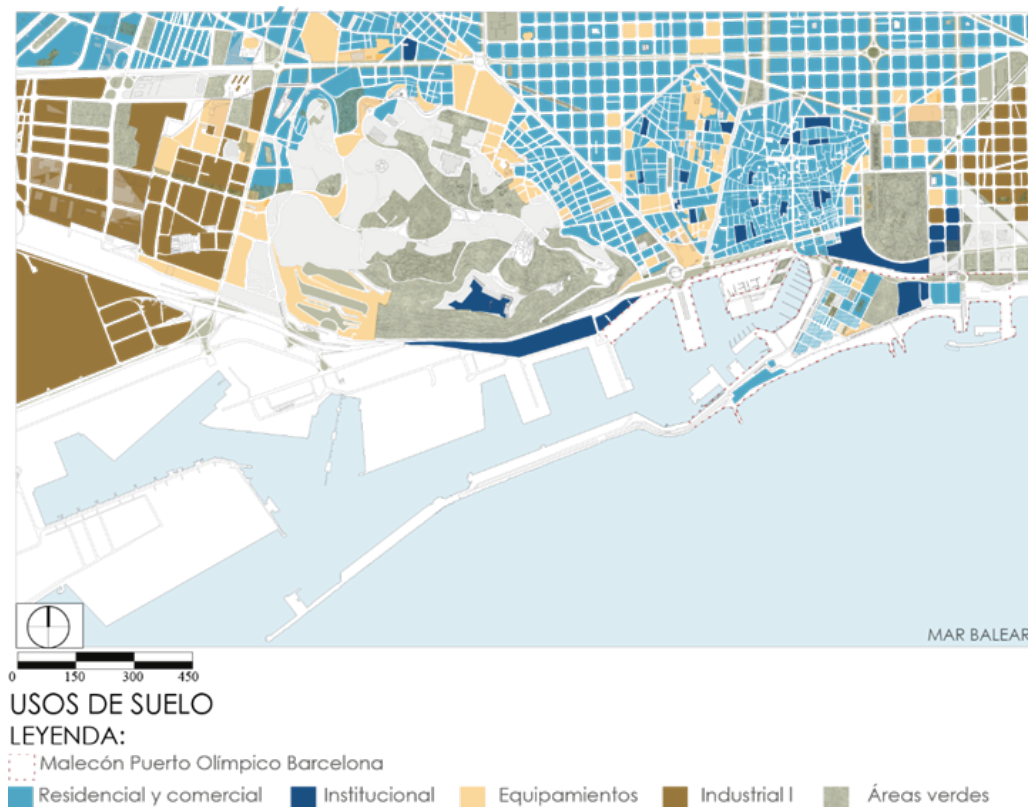 MAR BALEAR
0 150 300 450
USOS DE SUELO
LEYENDA:
Malecón Puerto Olímpico Barcelona
Residencial y comercial Institucional Equipamientos Industrial I Áreas verdes